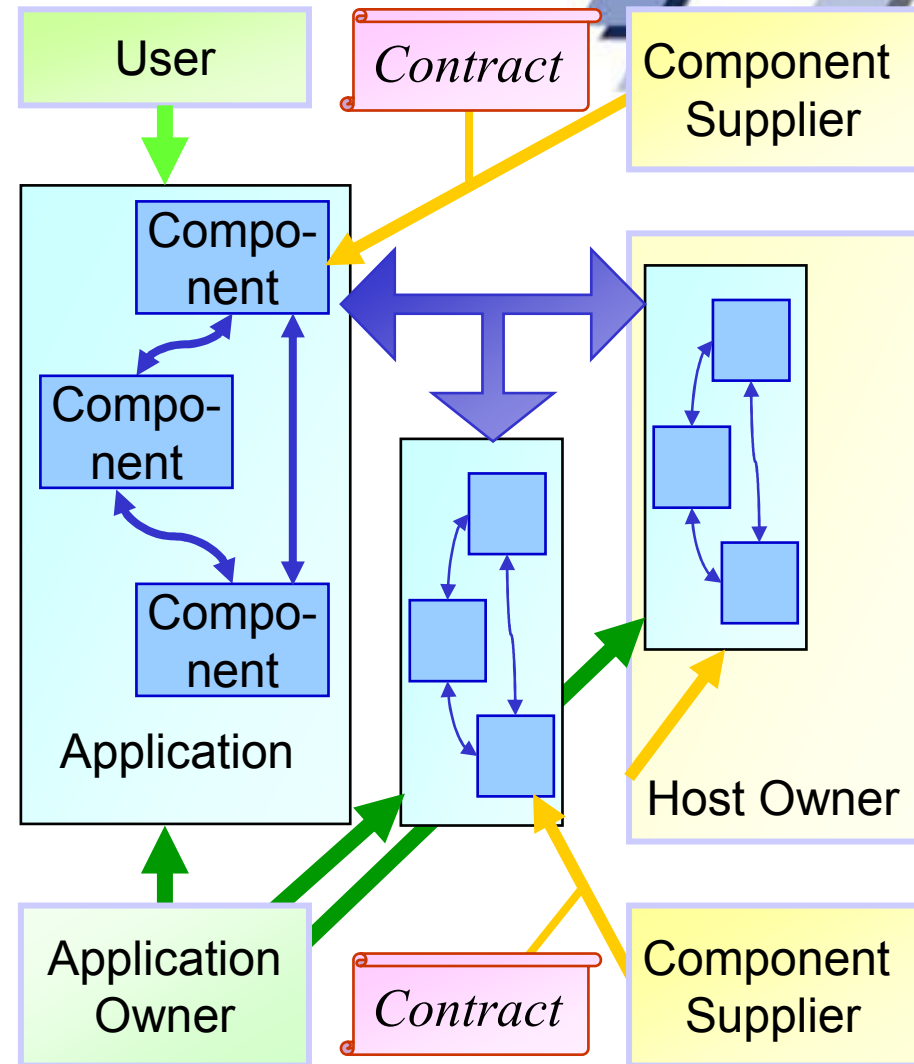 User
Contract
Component
Supplier
Compo-
nent
Compo-
nent
Compo-
nent
Application
Host Owner
Application
Owner
Contract
Component
Supplier